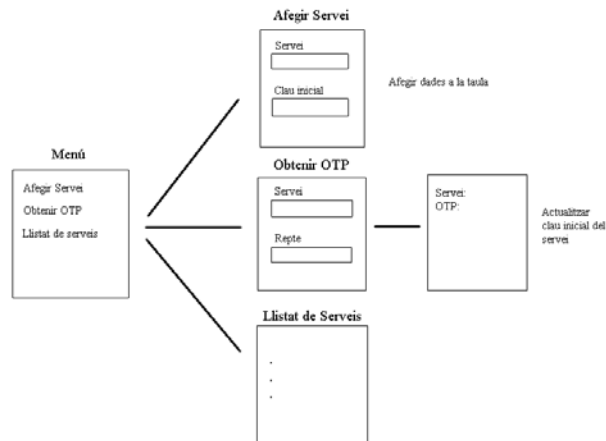 Afegir Servei
Servei
Clau inicial
Afegir dades a la taula
Menú
Afegir Servei
Obtenir OTP
Llistat de serveis
Obtenir OTP
Servei
Repte
Servei:
OTP:
Actualitzar
clau inicial del
servei
Llistat de Serveis